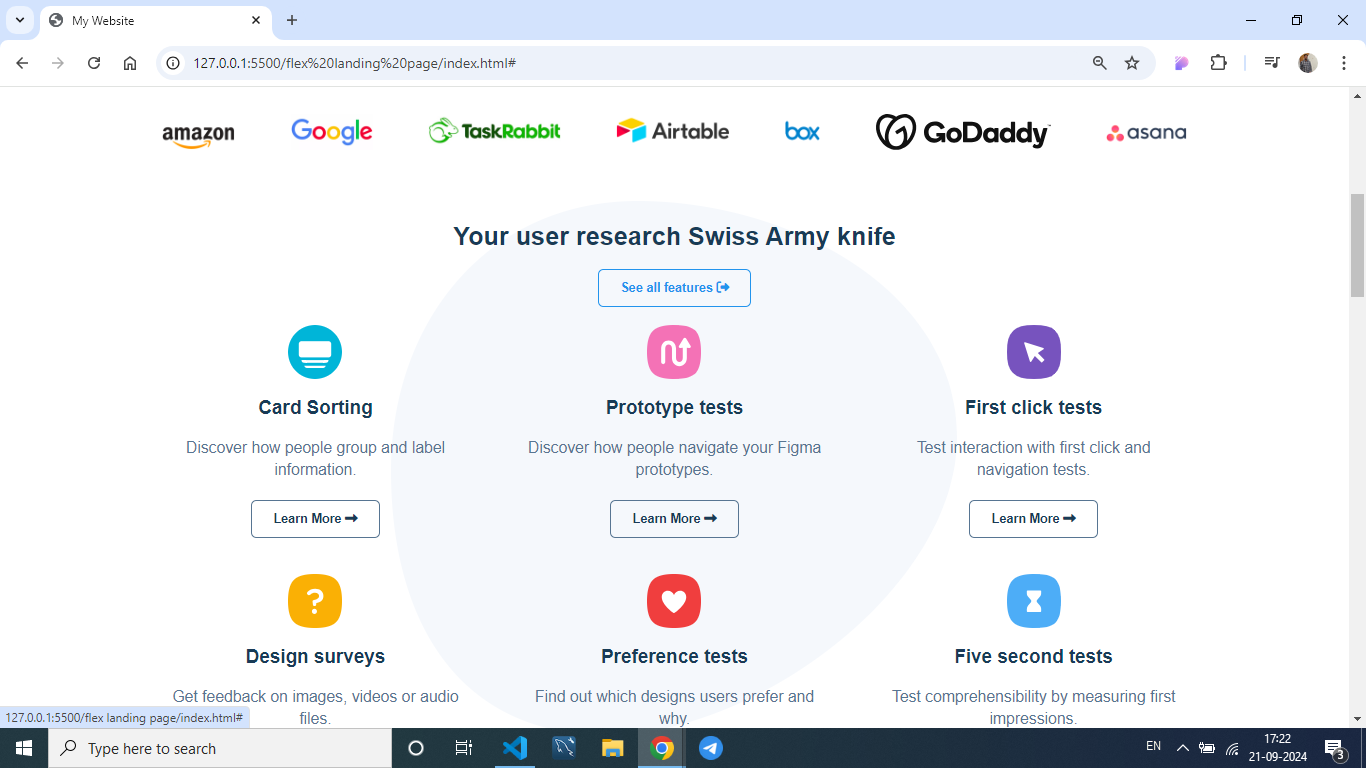 My Website
127.0.0.1:5500/flex%20landing%20page/index.html#
amazon Google TaskRabbit Airtable box GoDaddy™ asana
Your user research Swiss Army knife
See all features
Card Sorting Prototype tests First click tests
Discover how people group and label Discover how people navigate your Figma Test interaction with first click and
information. prototypes. navigation tests.
Learn More Learn More Learn More
?
Design surveys Preference tests Five second tests
Get feedback on images, videos or audio Find out which designs users prefer and Test comprehensibility by measuring first
files. why. impressions.
127.0.0.1:5500/flex landing page/index.html#
Type here to search
EN
17:22
21-09-2024
3